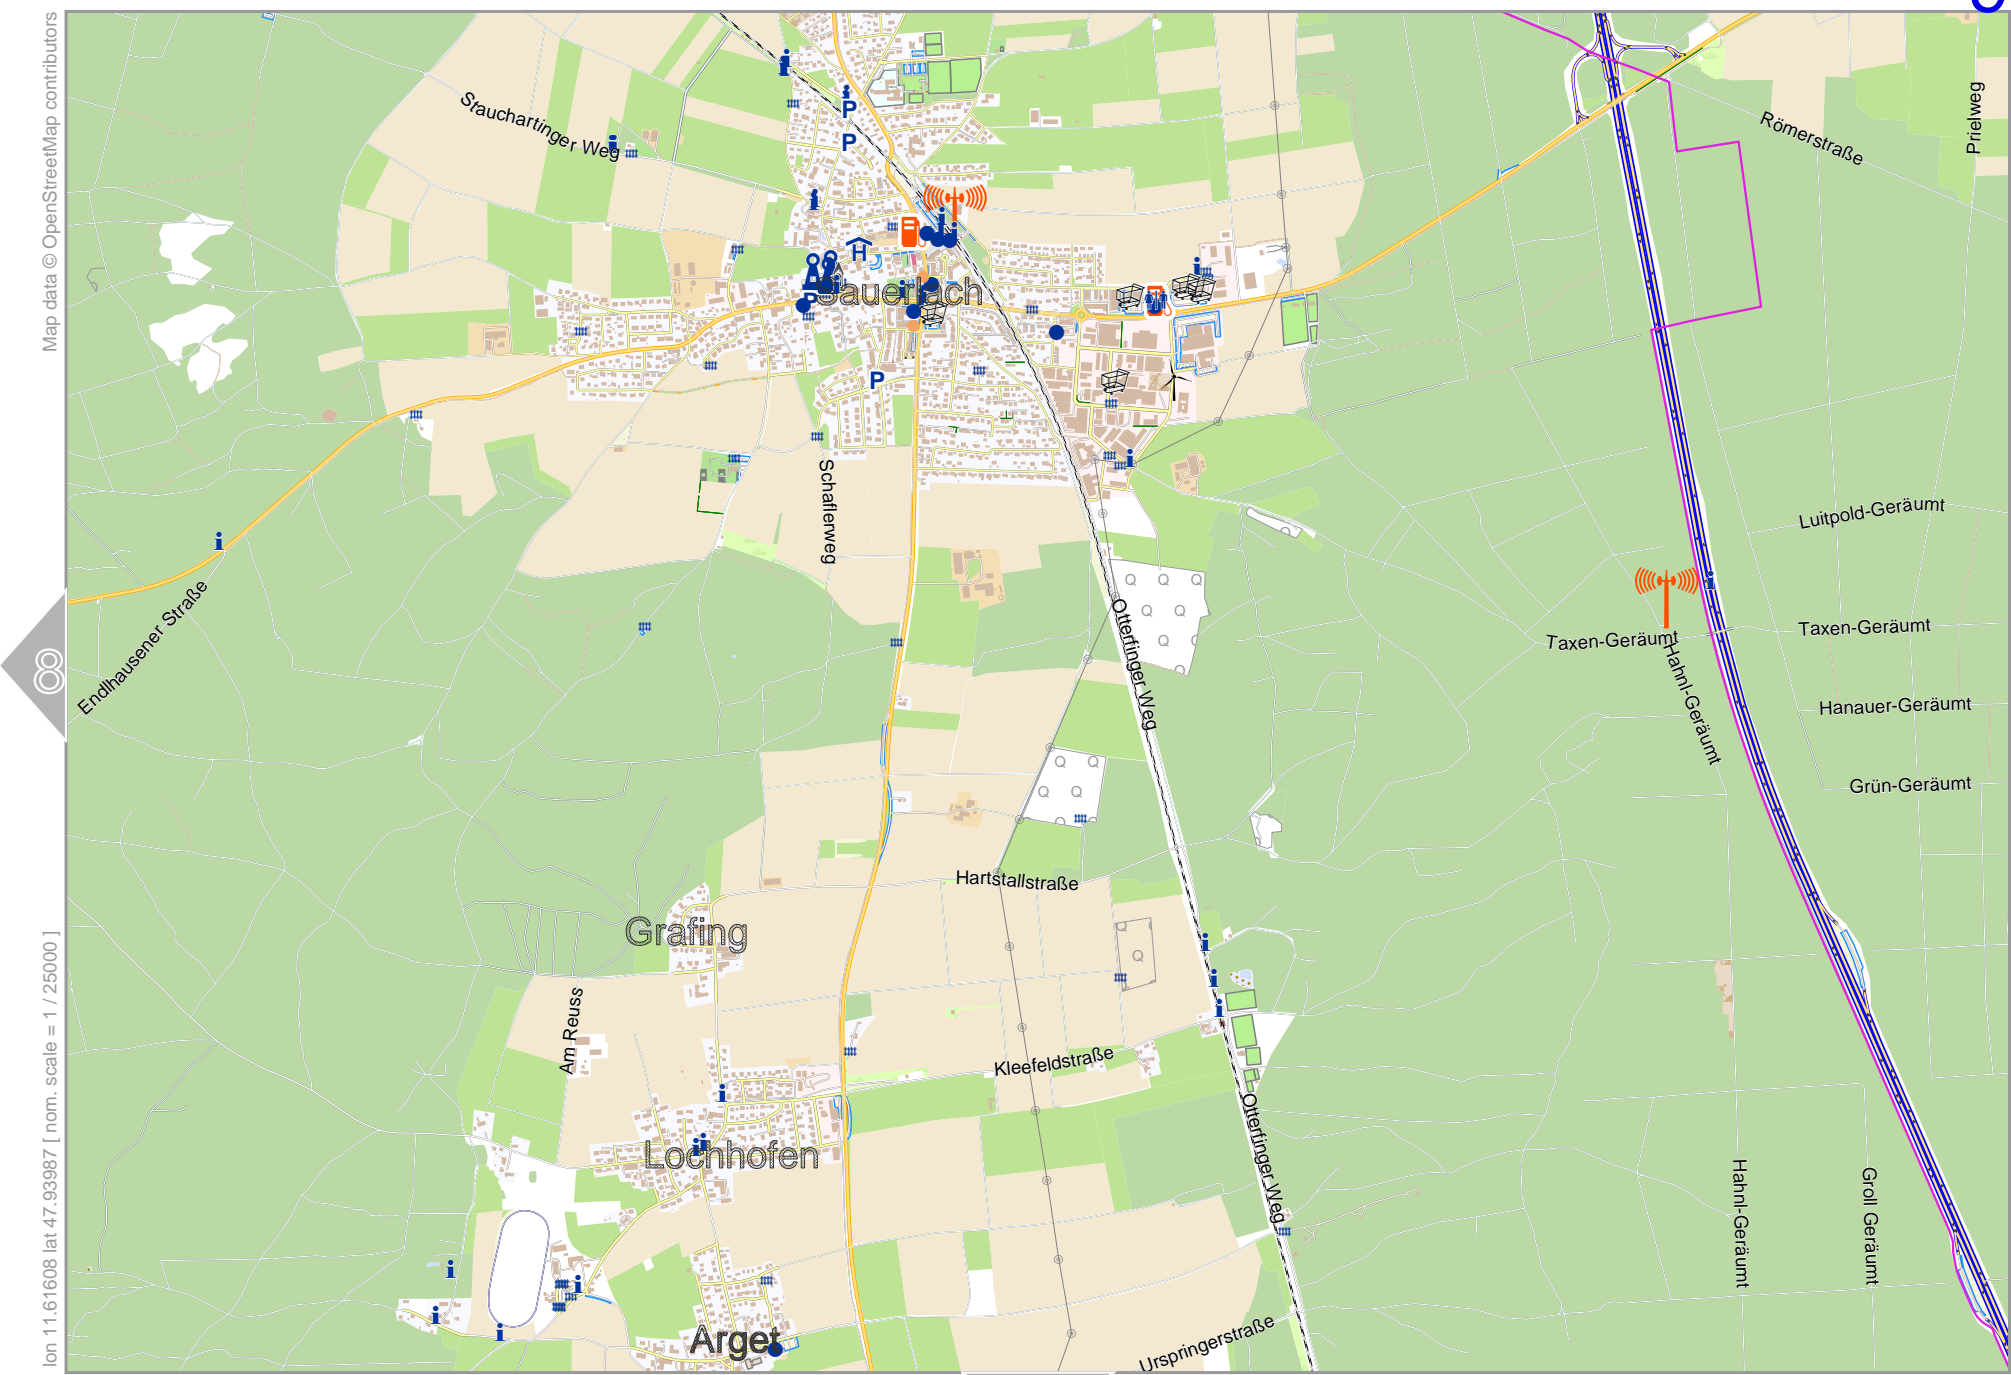 Map data © OpenStreetMap contributors
lon 11.61608 lat 47.93987 [ nom. scale = 1 / 25000 ]
8
Stauchartinger Weg
Römerstraße
Prielweg
P
P
H
Sauerlach
P
P
Schaflerweg
Endlhausener Straße
Luitpold-Geräumt
Taxen-Geräumt
Taxen-Geräumt
Hahnl-Geräumt
Hanauer-Geräumt
Grün-Geräumt
Otterfinger Weg
Hartstallstraße
Grafing
Am Reuss
Kleefeldstraße
Lochhofen
Otterfinger Weg
Hahnl-Geräumt
Groll Geräumt
Arget
Urspringerstraße